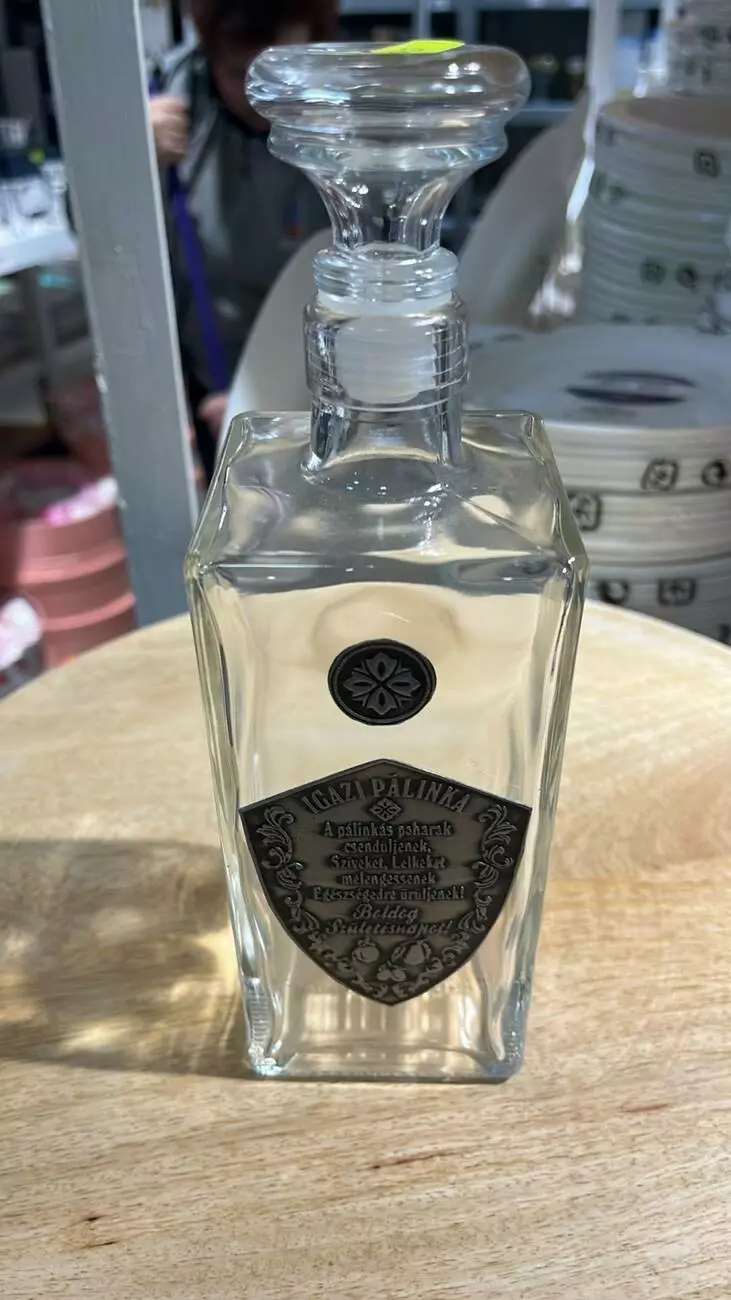 IGAZI PÁLINKA
A pálinkás poharak
csendüljenek,
Szíveket, Lelkeket
melengessenek
Egészségedre ürüljenek!
Boldog
Születésnapot!